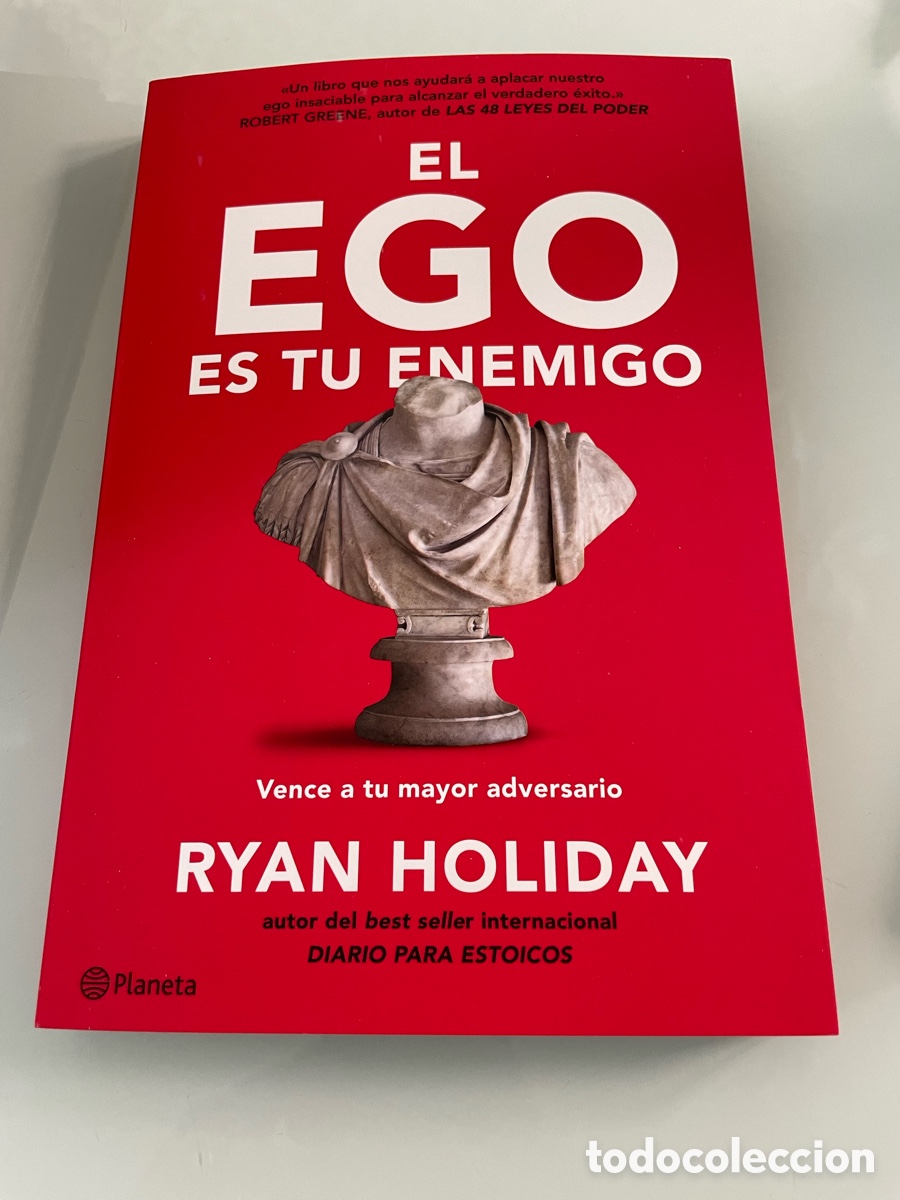 «Un libro que nos ayudará a aplacar nuestro
ego insaciable para alcanzar el verdadero éxito.»
ROBERT GREENE, autor de LAS 48 LEYES DEL PODER
EL
EGO
ES TU ENEMIGO
Vence a tu mayor adversario
RYAN HOLIDAY
autor del best seller internacional
DIARIO PARA ESTOICOS
Planeta
todocoleccion